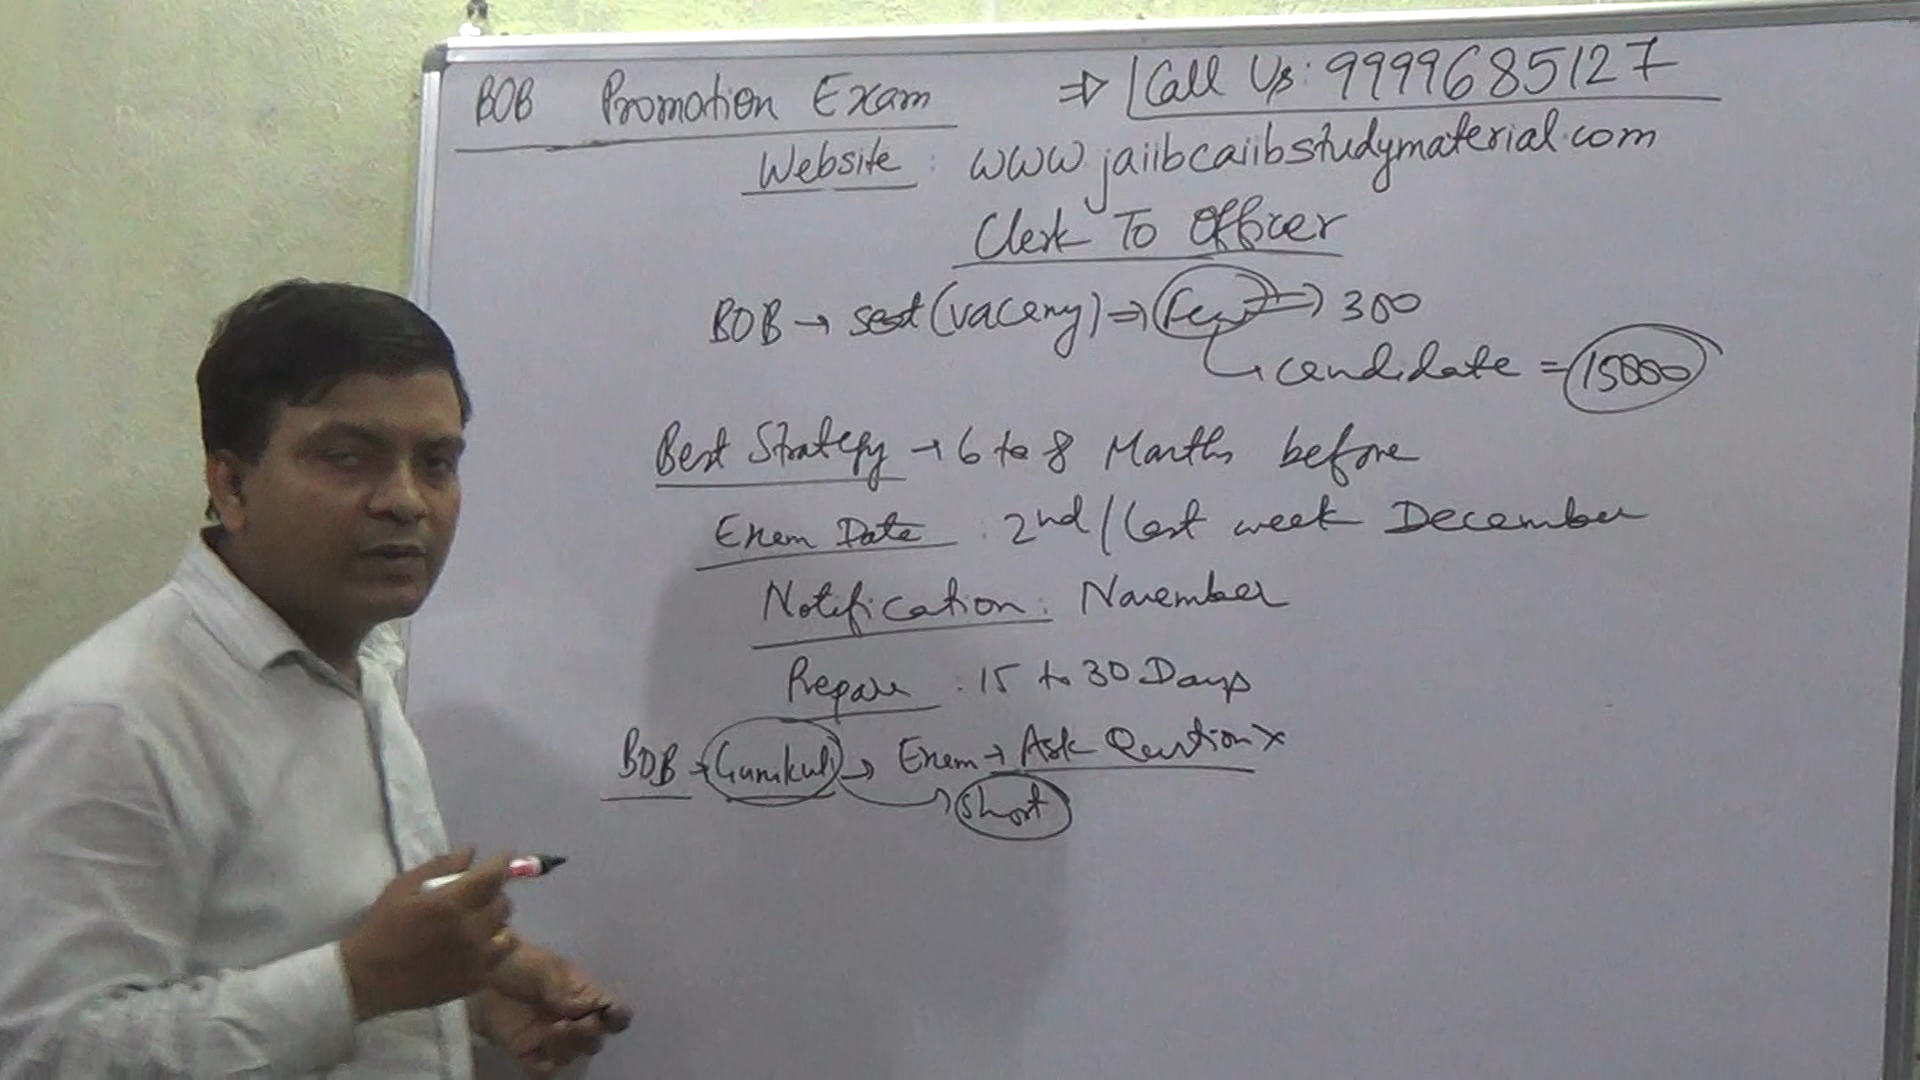 BOB Promotion Exam ⇒ Call Us: 9999685127
Website: www.jaiibcaiibstudymaterial.com
Clerk To Officer
BOB → seat (vaceny) ⇒ Few ⇒ 300
↳ candidate = 15000
Best Strategy → 6 to 8 Months before
Exam Date : 2nd/Last week December
Notification: November
Prepare : 15 to 30 Days
BOB → Gurukul → Exam → Ask Question x
short